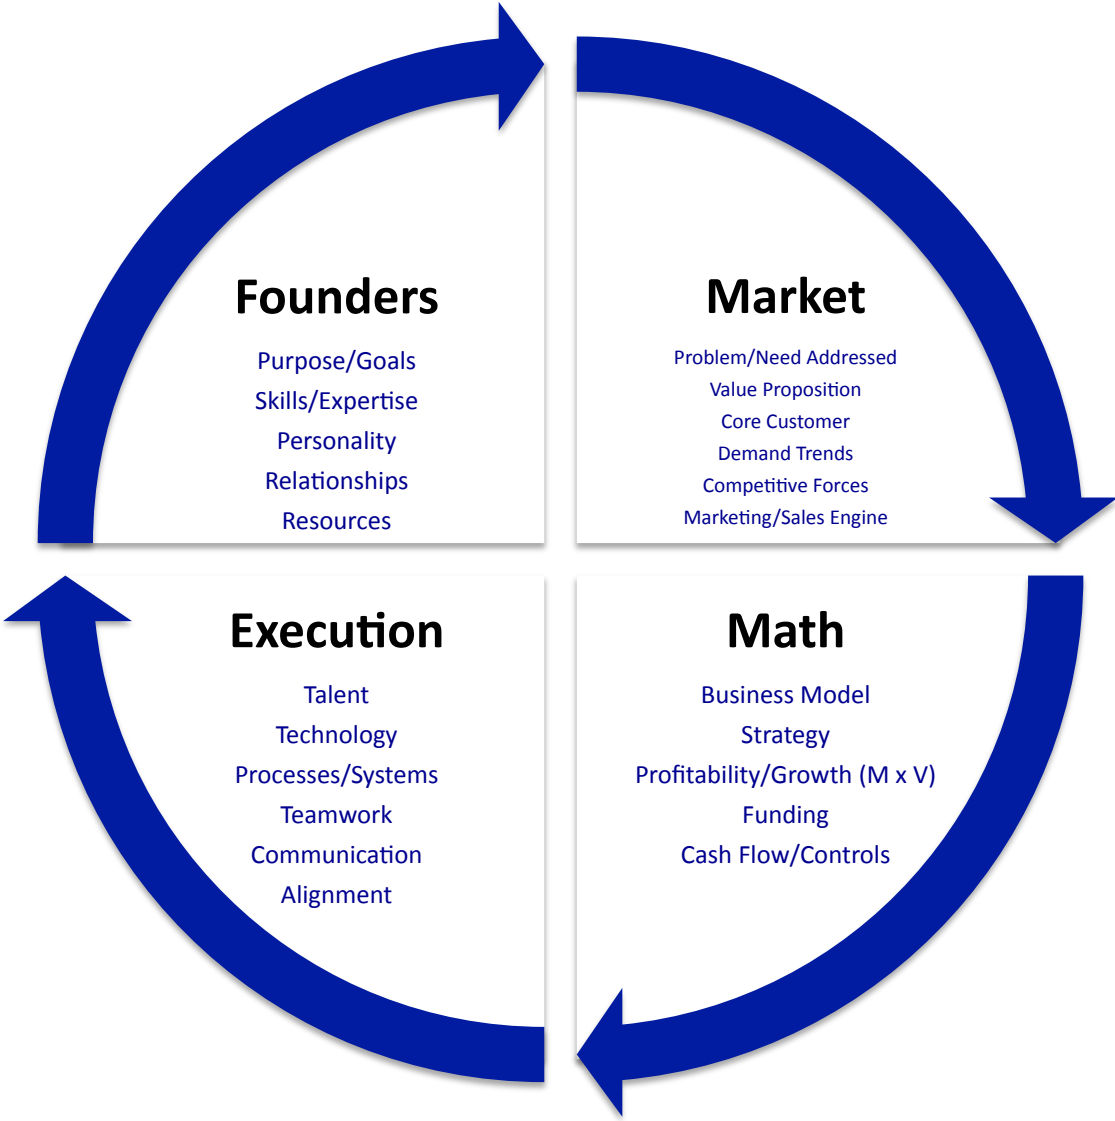 Founders
Purpose/Goals
Skills/Expertise
Personality
Relationships
Resources
Market
Problem/Need Addressed
Value Proposition
Core Customer
Demand Trends
Competitive Forces
Marketing/Sales Engine
Execution
Talent
Technology
Processes/Systems
Teamwork
Communication
Alignment
Math
Business Model
Strategy
Profitability/Growth (M x V)
Funding
Cash Flow/Controls